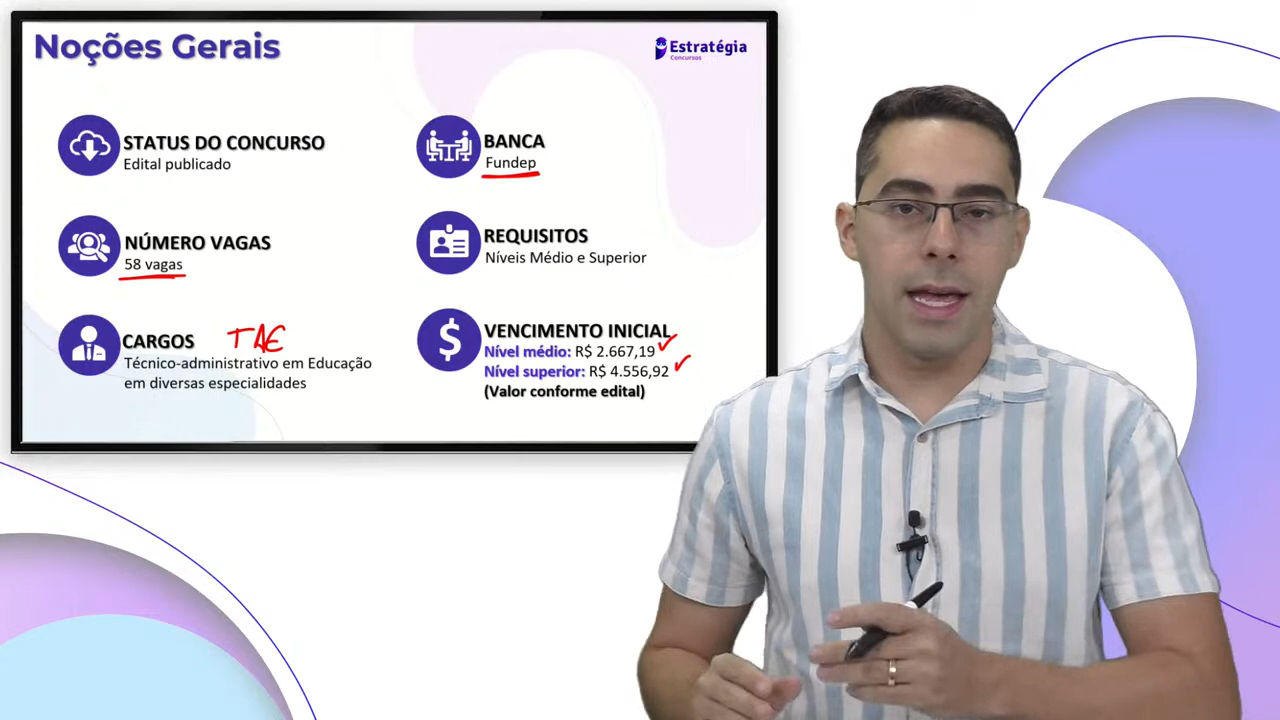 Noções Gerais
Estratégia
Concursos
STATUS DO CONCURSO
Edital publicado
BANCA
Fundep
NÚMERO VAGAS
58 vagas
REQUISITOS
Níveis Médio e Superior
CARGOS TAE
Técnico-administrativo em Educação
em diversas especialidades
VENCIMENTO INICIAL
Nível médio: R$ 2.667,19
Nível superior: R$ 4.556,92
(Valor conforme edital)